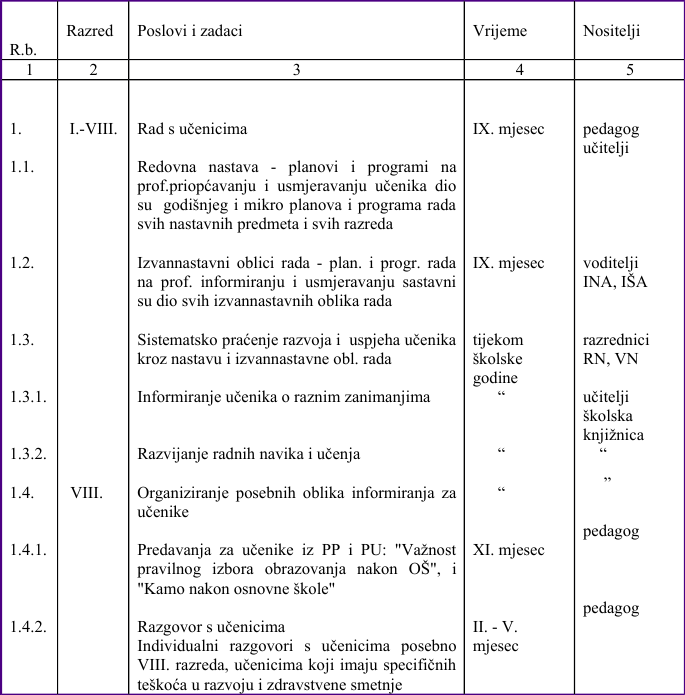 R.b. Razred Poslovi i zadaci Vrijeme Nositelji
1 2 3 4 5
1. I.-VIII. Rad s učenicima IX. mjesec pedagog
učitelji
1.1. Redovna nastava - planovi i programi na
prof.priopćavanju i usmjeravanju učenika dio
su godišnjeg i mikro planova i programa rada
svih nastavnih predmeta i svih razreda
1.2. Izvannastavni oblici rada - plan. i progr. rada IX. mjesec voditelji
na prof. informiranju i usmjeravanju sastavni INA, IŠA
su dio svih izvannastavnih oblika rada
1.3. Sistematsko praćenje razvoja i uspjeha učenika tijekom razrednici
kroz nastavu i izvannastavne obl. rada školske RN, VN
godine
1.3.1. Informiranje učenika o raznim zanimanjima “ učitelji
školska
knjižnica
1.3.2. Razvijanje radnih navika i učenja “ “
”
1.4. VIII. Organiziranje posebnih oblika informiranja za “
učenike
pedagog
1.4.1. Predavanja za učenike iz PP i PU: "Važnost XI. mjesec
pravilnog izbora obrazovanja nakon OŠ", i
"Kamo nakon osnovne škole"
pedagog
1.4.2. Razgovor s učenicima II. - V.
Individualni razgovori s učenicima posebno mjesec
VIII. razreda, učenicima koji imaju specifičnih
teškoća u razvoju i zdravstvene smetnje